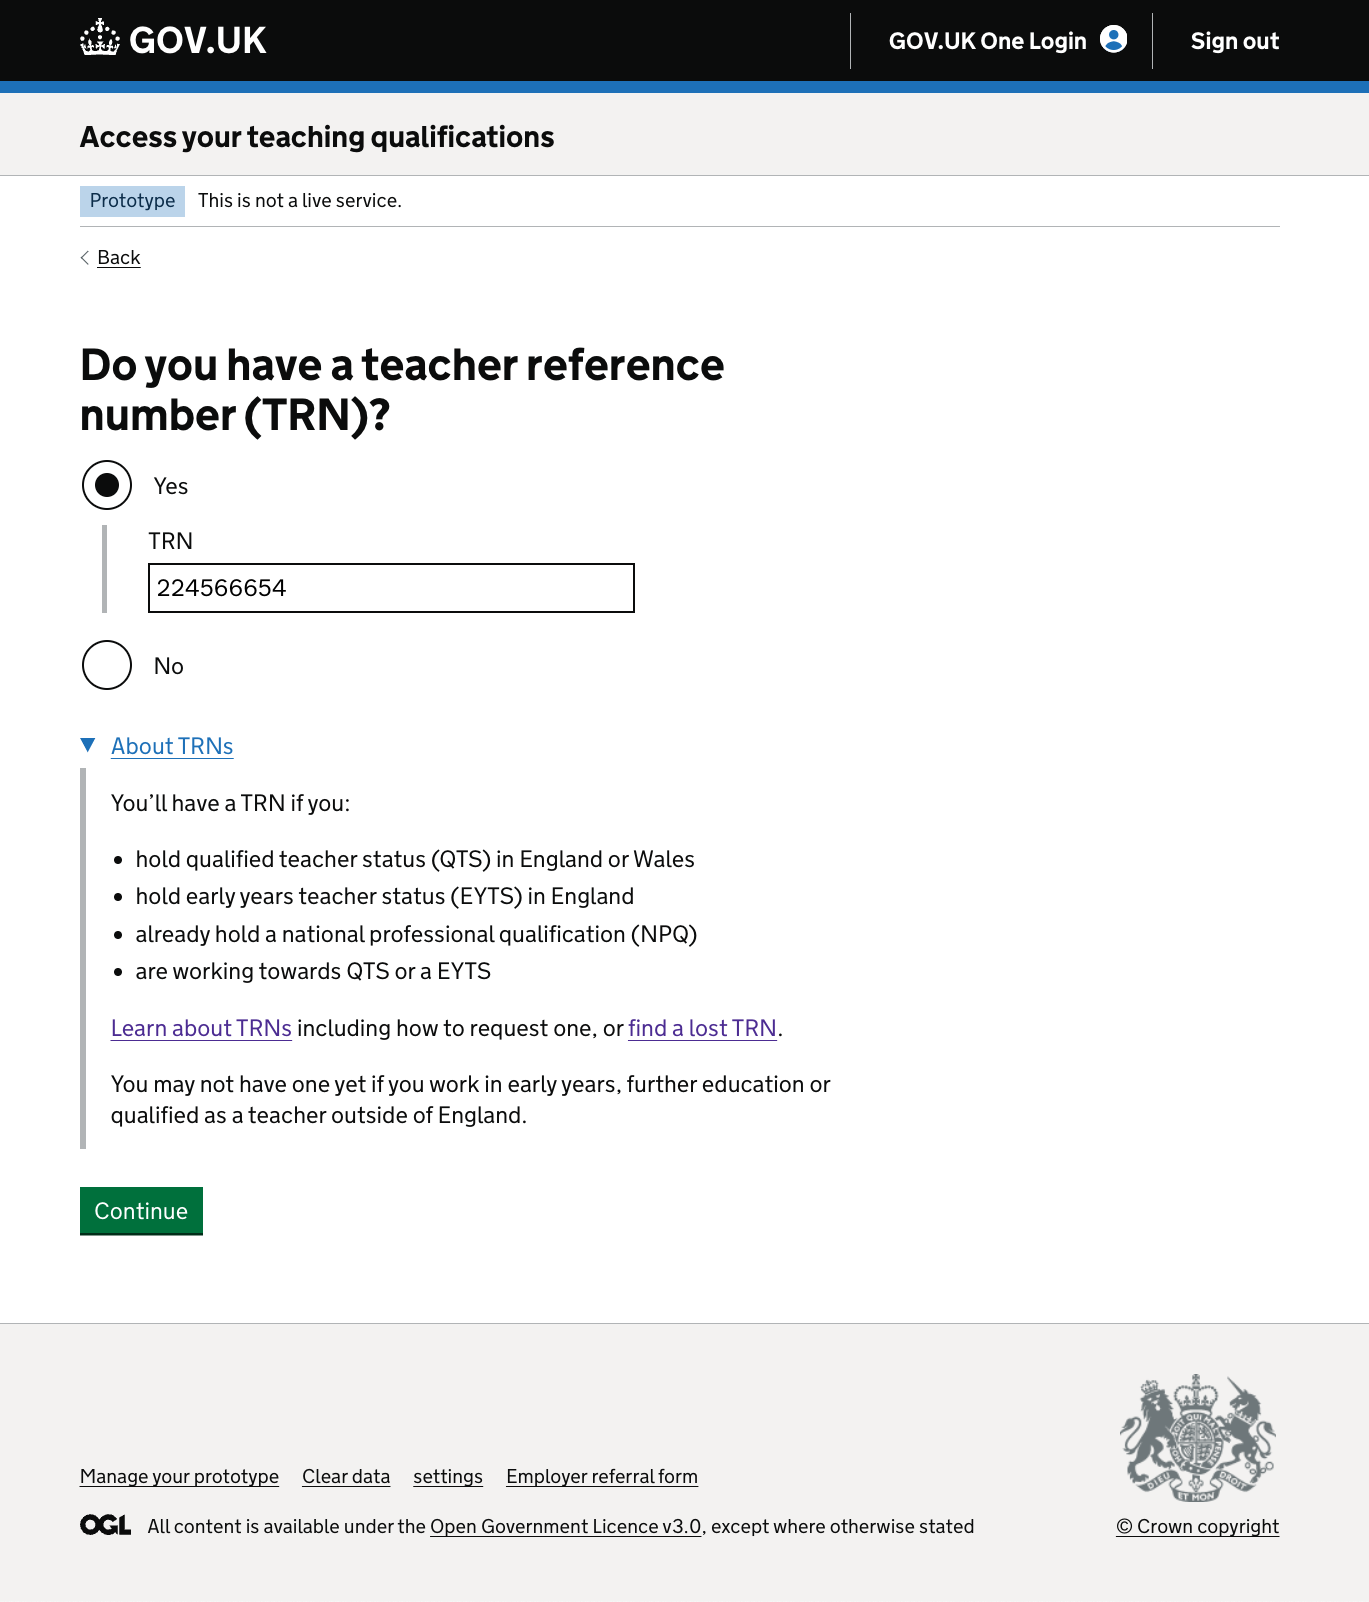 GOV.UK
GOV.UK One Login
Sign out
Access your teaching qualifications
Prototype
This is not a live service.
Back
Do you have a teacher reference
number (TRN)?
Yes
TRN
224566654
No
About TRNs
You’ll have a TRN if you:
• hold qualified teacher status (QTS) in England or Wales
• hold early years teacher status (EYTS) in England
• already hold a national professional qualification (NPQ)
• are working towards QTS or a EYTS
Learn about TRNs including how to request one, or find a lost TRN.
You may not have one yet if you work in early years, further education or
qualified as a teacher outside of England.
Continue
Manage your prototype
Clear data
settings
Employer referral form
OGL
All content is available under the Open Government Licence v3.0, except where otherwise stated
DIEU ET MON DROIT
© Crown copyright